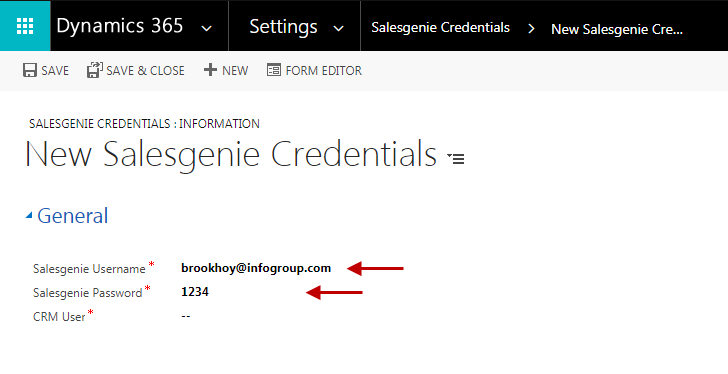 Dynamics 365 Settings Salesgenie Credentials > New Salesgenie Cre...
SAVE SAVE & CLOSE + NEW FORM EDITOR
SALESGENIE CREDENTIALS : INFORMATION
New Salesgenie Credentials
General
Salesgenie Username * brookhoy@infogroup.com
Salesgenie Password * 1234
CRM User * --